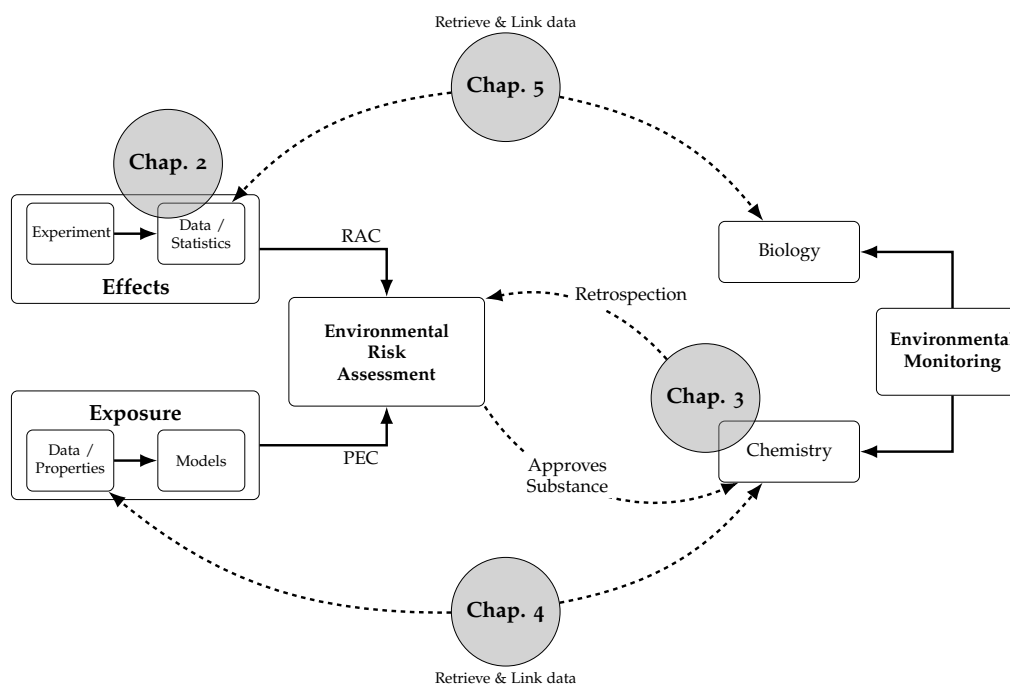 Retrieve & Link data
Chap. 5
Chap. 2
Experiment
Data /
Statistics
Effects
RAC
Biology
Retrospection
Environmental
Risk
Assessment
Environmental
Monitoring
Chap. 3
Exposure
Data /
Properties
Models
PEC
Chemistry
Approves
Substance
Chap. 4
Retrieve & Link data